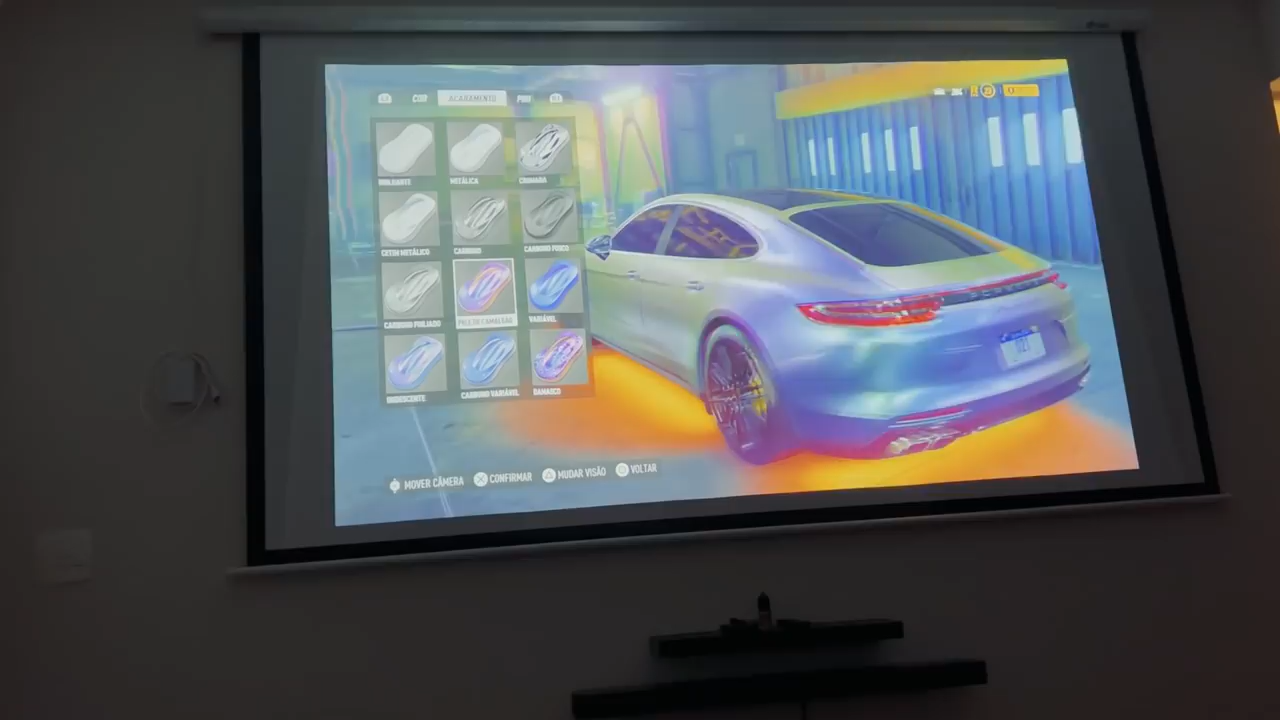 COR ACABAMENTO
METÁLICA
CROMADA
CETIM METÁLICO
CARBONO
CARBONO FOSCO
CARBONO FORJADO
VARIÁVEL
IRIDESCENTE
CARBONO VARIÁVEL
DAMASCO
MOVER CÂMERA CONFIRMAR MUDAR VISÃO VOLTAR